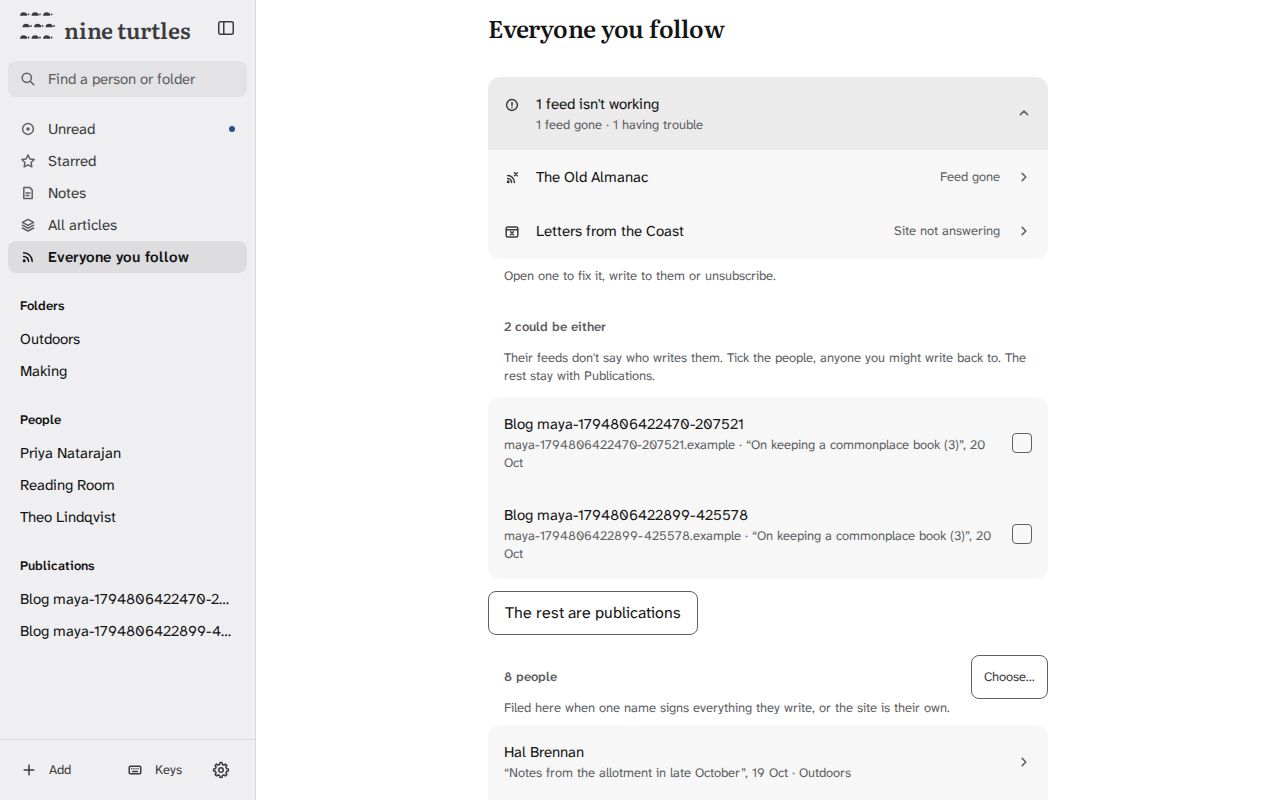 nine turtles
Find a person or folder
Unread
Starred
Notes
All articles
Everyone you follow
Folders
Outdoors
Making
People
Priya Natarajan
Reading Room
Theo Lindqvist
Publications
Blog maya-1794806422470-2...
Blog maya-1794806422899-4...
Add
Keys
Everyone you follow
1 feed isn't working
1 feed gone · 1 having trouble
The Old Almanac
Feed gone
Letters from the Coast
Site not answering
Open one to fix it, write to them or unsubscribe.
2 could be either
Their feeds don't say who writes them. Tick the people, anyone you might write back to. The
rest stay with Publications.
Blog maya-1794806422470-207521
maya-1794806422470-207521.example · “On keeping a commonplace book (3)”, 20
Oct
Blog maya-1794806422899-425578
maya-1794806422899-425578.example · “On keeping a commonplace book (3)”, 20
Oct
The rest are publications
8 people
Choose...
Filed here when one name signs everything they write, or the site is their own.
Hal Brennan
“Notes from the allotment in late October”, 19 Oct · Outdoors